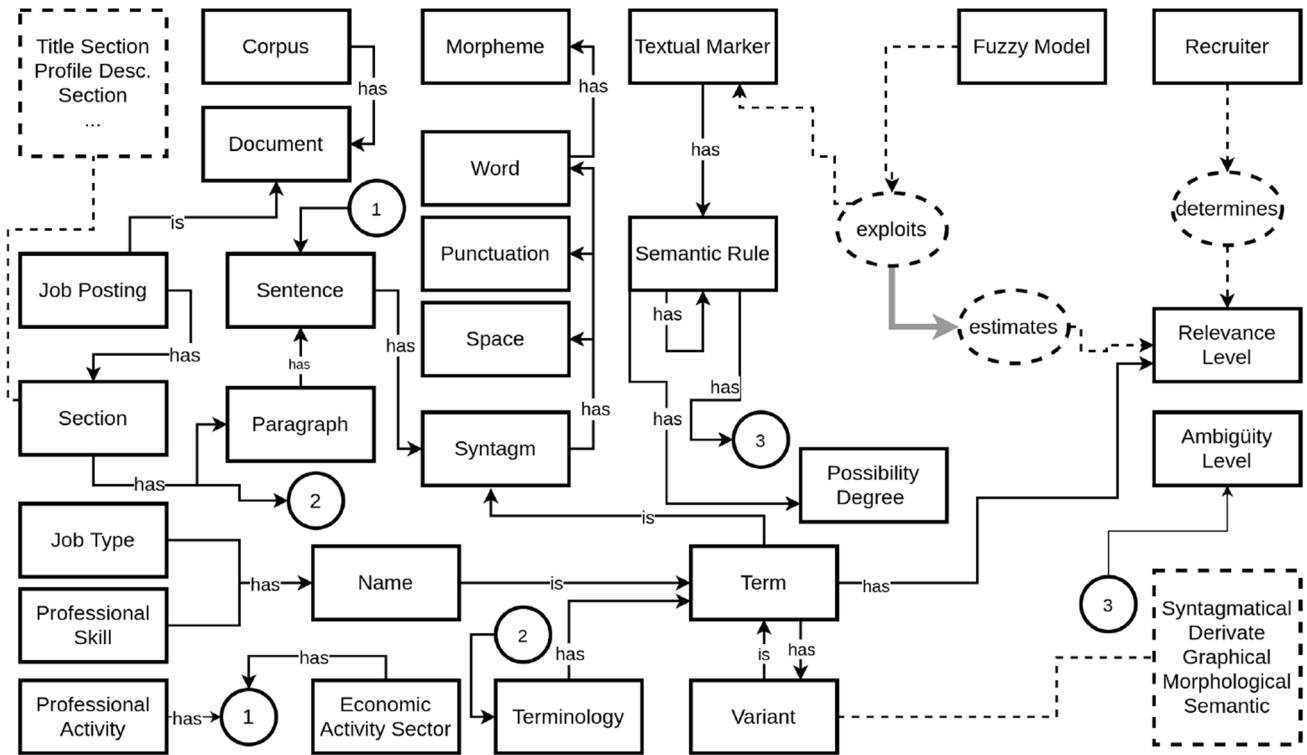 Title Section
Profile Desc.
Section
...
Corpus
Morpheme
Textual Marker
Fuzzy Model
Recruiter
has
has
Document
Word
has
1
is
determines
exploits
Punctuation
Semantic Rule
Job Posting
Sentence
has
estimates
Space
Relevance
Level
has
has
has
has
Section
Paragraph
has
has
3
Syntagm
Ambigüity
Level
Possibility
Degree
has
2
is
Job Type
has
Name
is
Term
has
Professional
Skill
3
2
Syntagmatical
Derivate
Graphical
Morphological
Semantic
has
has
is
has
Professional
Activity
has
1
Economic
Activity Sector
Terminology
Variant